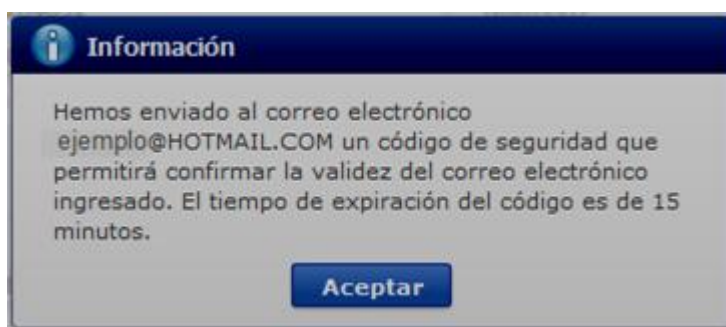 Información
Hemos enviado al correo electrónico
ejemplo@HOTMAIL.COM un código de seguridad que
permitirá confirmar la validez del correo electrónico
ingresado. El tiempo de expiración del código es de 15
minutos.
Aceptar